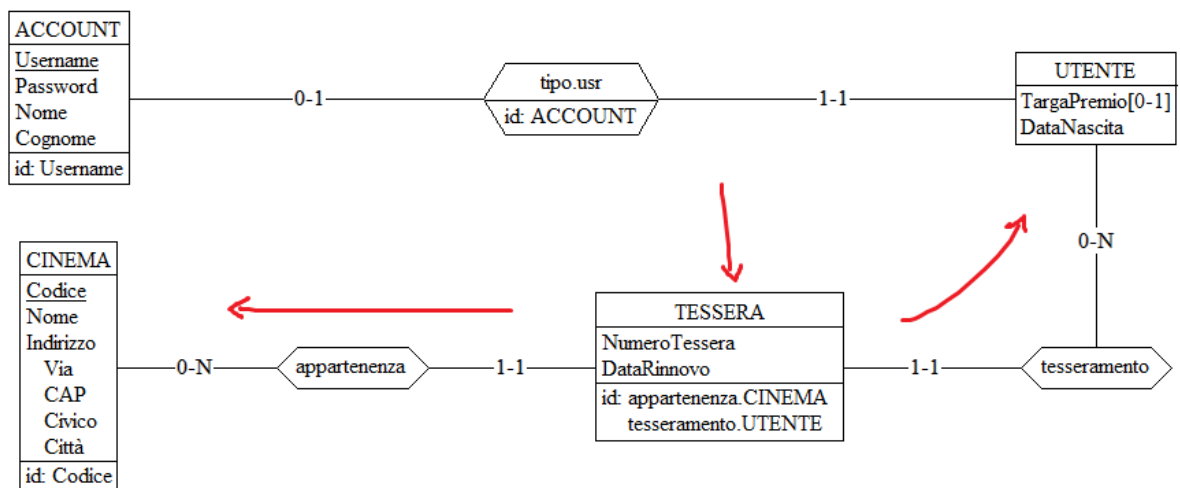 ACCOUNT
Username
Password
Nome
Cognome
id: Username
0-1
tipo.usr
id: ACCOUNT
1-1
UTENTE
TargaPremio[0-1]
DataNascita
0-N
CINEMA
Codice
Nome
Indirizzo
Via
CAP
Civico
Città
id: Codice
0-N
appartenenza
1-1
TESSERA
NumeroTessera
DataRinnovo
id: appartenenza.CINEMA
tesseramento.UTENTE
1-1
tesseramento